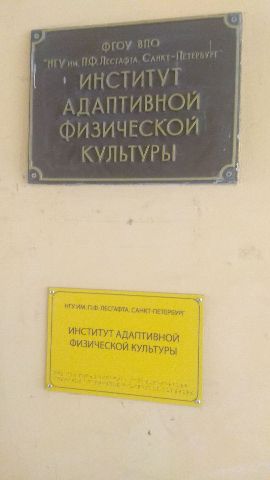 ФГОУ ВПО
"НГУ им. П.Ф. Лесгафта, Санкт-Петербург"
ИНСТИТУТ
АДАПТИВНОЙ
ФИЗИЧЕСКОЙ
КУЛЬТУРЫ
НГУ ИМ. П.Ф. ЛЕСГАФТА, САНКТ-ПЕТЕРБУРГ
ИНСТИТУТ АДАПТИВНОЙ
ФИЗИЧЕСКОЙ КУЛЬТУРЫ